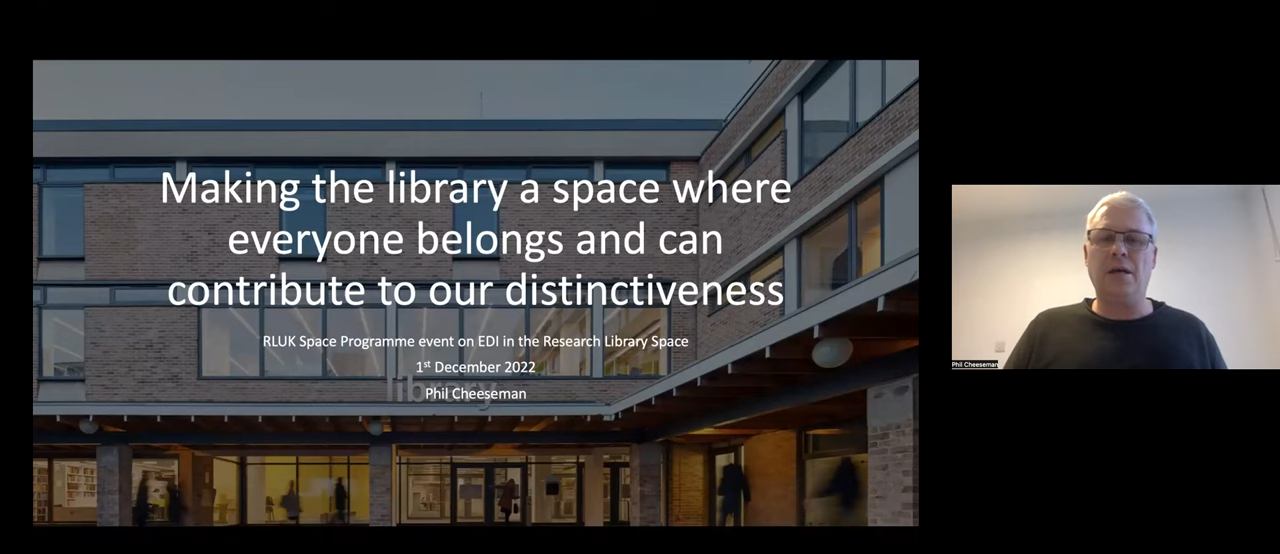 Making the library a space where
everyone belongs and can
contribute to our distinctiveness
RLUK Space Programme event on EDI in the Research Library Space
1st December 2022
library
Phil Cheeseman
Phil Cheeseman